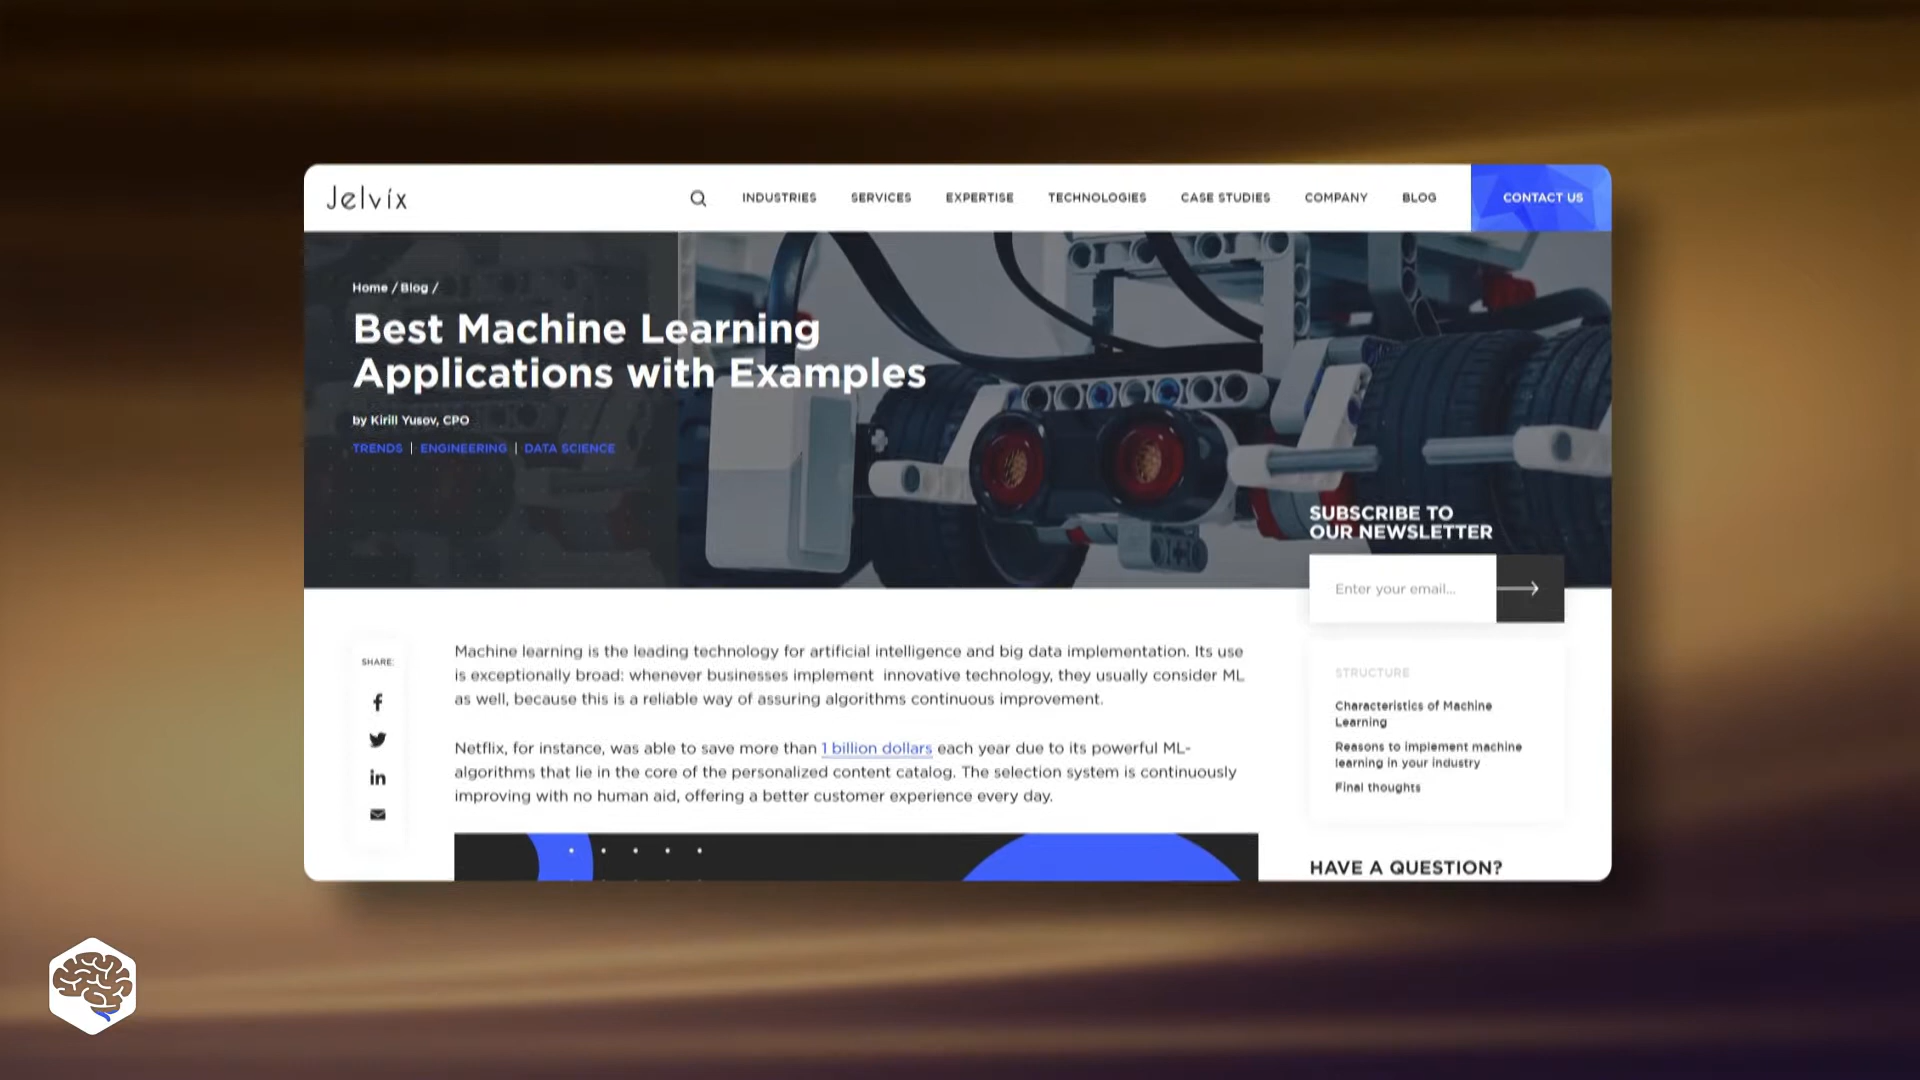 Jelvix
INDUSTRIES SERVICES EXPERTISE TECHNOLOGIES CASE STUDIES COMPANY BLOG CONTACT US
Home / Blog /
Best Machine Learning
Applications with Examples
by Kirill Yusov, CPO
TRENDS | ENGINEERING | DATA SCIENCE
SUBSCRIBE TO
OUR NEWSLETTER
Enter your email...
SHARE:
Machine learning is the leading technology for artificial intelligence and big data implementation. Its use
is exceptionally broad: whenever businesses implement innovative technology, they usually consider ML
as well, because this is a reliable way of assuring algorithms continuous improvement.
Netflix, for instance, was able to save more than 1 billion dollars each year due to its powerful ML-
algorithms that lie in the core of the personalized content catalog. The selection system is continuously
improving with no human aid, offering a better customer experience every day.
STRUCTURE
Characteristics of Machine
Learning
Reasons to implement machine
learning in your industry
Final thoughts
HAVE A QUESTION?